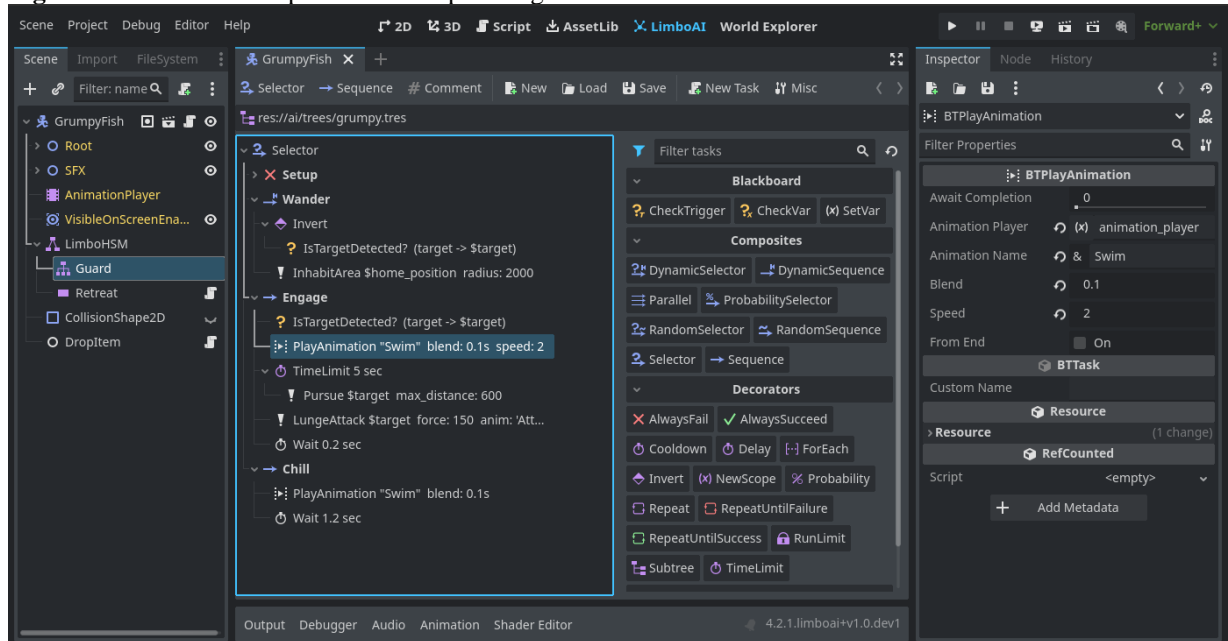 Scene Project Debug Editor Help 2D 3D Script AssetLib LimboAI World Explorer Forward+
Scene Import FileSystem
Filter: name
GrumpyFish
Root
SFX
AnimationPlayer
VisibleOnScreenEna...
LimboHSM
Guard
Retreat
CollisionShape2D
DropItem
GrumpyFish
Selector Sequence # Comment New Load Save New Task Misc
res://ai/trees/grumpy.tres
Selector
Setup
Wander
Invert
IsTargetDetected? (target -> $target)
InhabitArea $home_position radius: 2000
Engage
IsTargetDetected? (target -> $target)
PlayAnimation "Swim" blend: 0.1s speed: 2
TimeLimit 5 sec
Pursue $target max_distance: 600
LungeAttack $target force: 150 anim: 'Att...
Wait 0.2 sec
Chill
PlayAnimation "Swim" blend: 0.1s
Wait 1.2 sec
Filter tasks
Blackboard
CheckTrigger CheckVar (x) SetVar
Composites
DynamicSelector DynamicSequence
Parallel ProbabilitySelector
RandomSelector RandomSequence
Selector Sequence
Decorators
AlwaysFail AlwaysSucceed
Cooldown Delay ForEach
Invert (x) NewScope Probability
Repeat RepeatUntilFailure
RepeatUntilSuccess RunLimit
Subtree TimeLimit
Output Debugger Audio Animation Shader Editor 4.2.1.limboai+v1.0.dev1
Inspector Node History
BTPlayAnimation
DOC
Filter Properties
BTPlayAnimation
Await Completion 0
Animation Player (x) animation_player
Animation Name & Swim
Blend 0.1
Speed 2
From End On
BTTask
Custom Name
Resource
Resource (1 change)
RefCounted
Script <empty>
+ Add Metadata